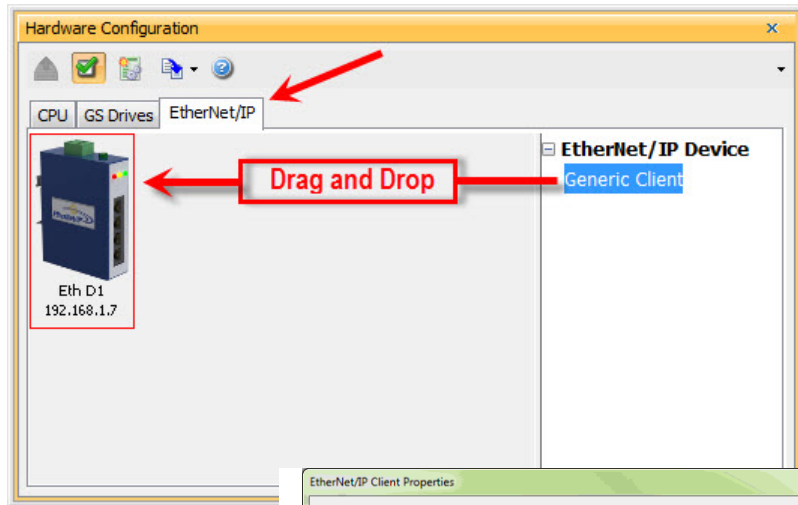 Hardware Configuration
CPU
GS Drives
EtherNet/IP
EtherNet/IP Device
Generic Client
Drag and Drop
Eth D1
192.168.1.7
EtherNet/IP Client Properties